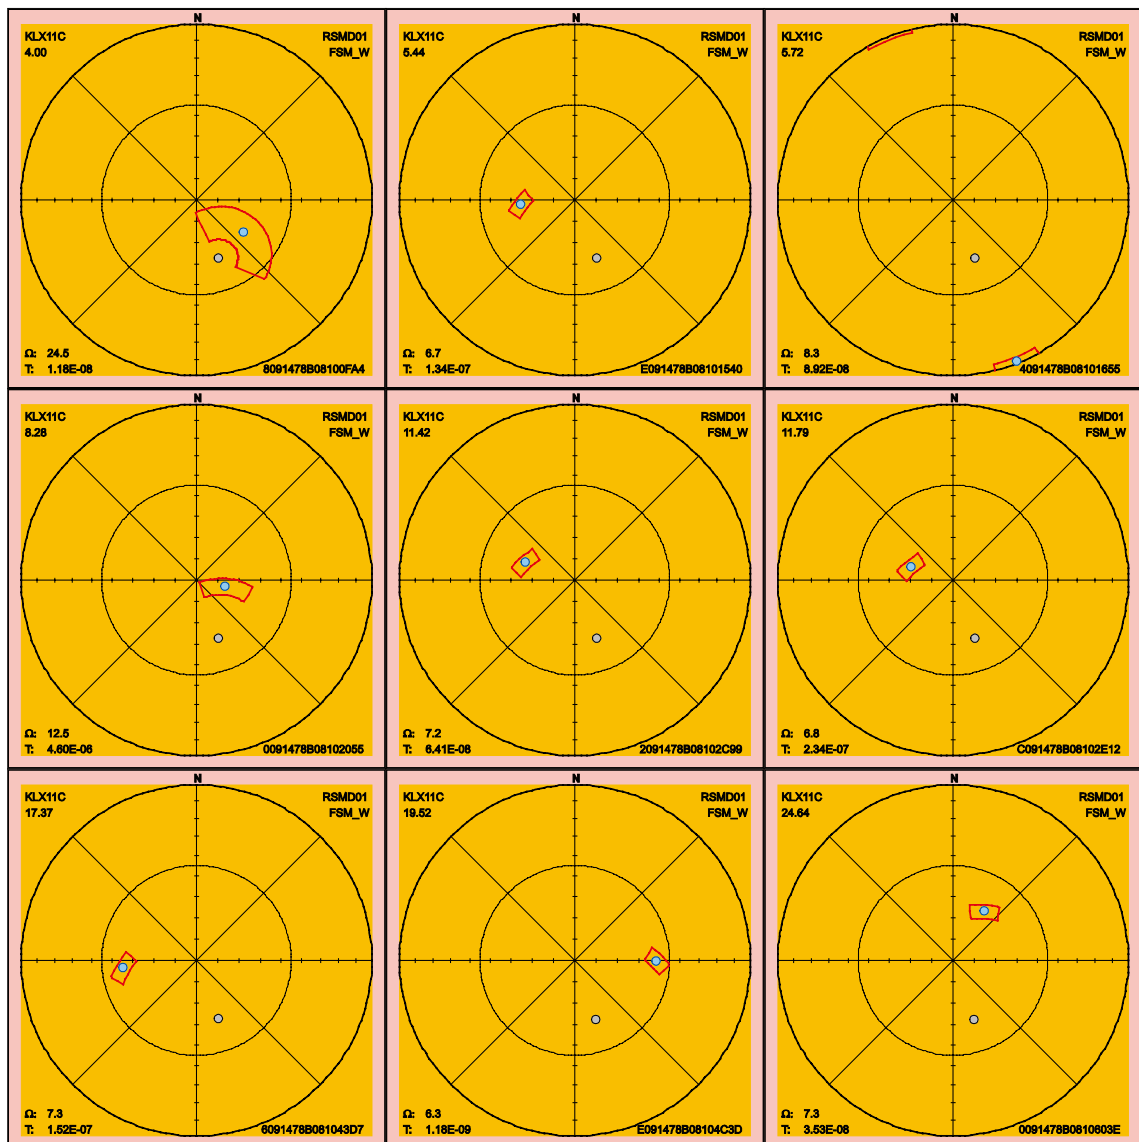 N
KLX11C RSMD01
4.00 FSM_W
Ω: 24.5
T: 1.18E-08 8091478B08100FA4
N
KLX11C RSMD01
5.44 FSM_W
Ω: 6.7
T: 1.34E-07 E091478B08101540
N
KLX11C RSMD01
5.72 FSM_W
Ω: 8.3
T: 8.92E-08 4091478B08101655
N
KLX11C RSMD01
8.28 FSM_W
Ω: 12.5
T: 4.60E-06 0091478B08102055
N
KLX11C RSMD01
11.42 FSM_W
Ω: 7.2
T: 6.41E-08 2091478B08102C99
N
KLX11C RSMD01
11.79 FSM_W
Ω: 6.8
T: 2.34E-07 C091478B08102E12
N
KLX11C RSMD01
17.37 FSM_W
Ω: 7.3
T: 1.52E-07 6091478B081043D7
N
KLX11C RSMD01
19.52 FSM_W
Ω: 6.3
T: 1.18E-09 E091478B08104C3D
N
KLX11C RSMD01
24.64 FSM_W
Ω: 7.3
T: 3.53E-08 0091478B0810603E